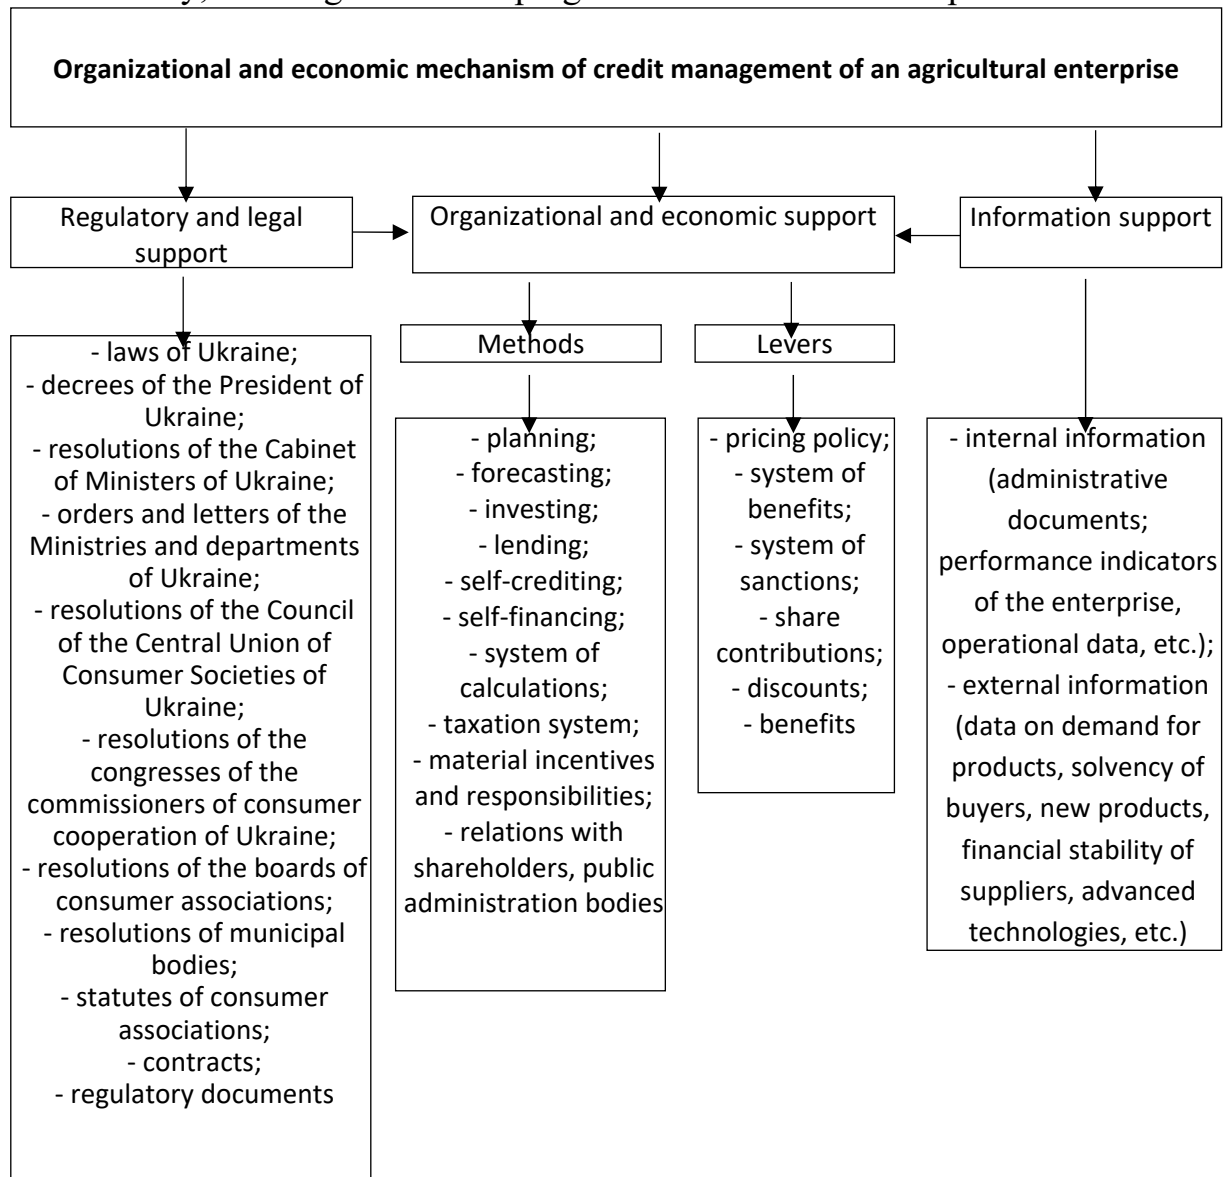 Organizational and economic mechanism of credit management of an agricultural enterprise
Regulatory and legal
support
Organizational and economic support
Information support
Methods
Levers
- laws of Ukraine;
- decrees of the President of
Ukraine;
- resolutions of the Cabinet
of Ministers of Ukraine;
- orders and letters of the
Ministries and departments
of Ukraine;
- resolutions of the Council
of the Central Union of
Consumer Societies of
Ukraine;
- resolutions of the
congresses of the
commissioners of consumer
cooperation of Ukraine;
- resolutions of the boards of
consumer associations;
- resolutions of municipal
bodies;
- statutes of consumer
associations;
- contracts;
- regulatory documents
- planning;
- forecasting;
- investing;
- lending;
- self-crediting;
- self-financing;
- system of
calculations;
- taxation system;
- material incentives
and responsibilities;
- relations with
shareholders, public
administration bodies
- pricing policy;
- system of
benefits;
- system of
sanctions;
- share
contributions;
- discounts;
- benefits
- internal information
(administrative
documents;
performance indicators
of the enterprise,
operational data, etc.);
- external information
(data on demand for
products, solvency of
buyers, new products,
financial stability of
suppliers, advanced
technologies, etc.)